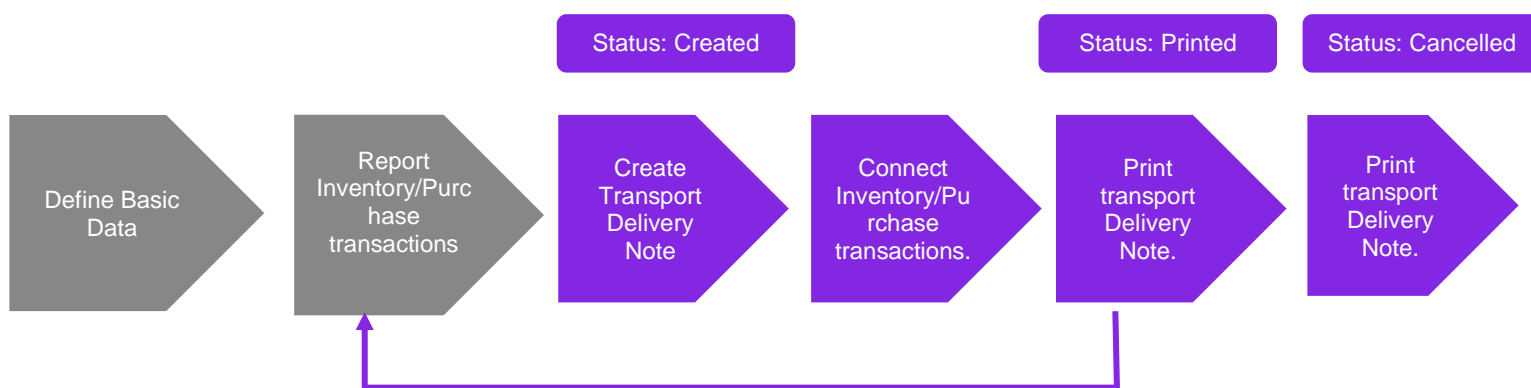 Status: Created
Status: Printed
Status: Cancelled
Define Basic
Data
Report
Inventory/Purc
hase
transactions
Create
Transport
Delivery
Note
Connect
Inventory/Pu
rchase
transactions.
Print
transport
Delivery
Note.
Print
transport
Delivery
Note.